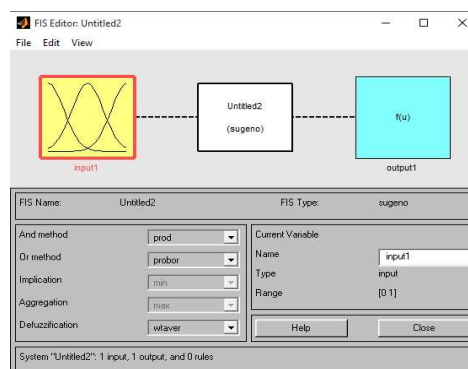 FIS Editor: Untitled2
File Edit View
Untitled2
(sugeno)
f(u)
input1
output1
FIS Name: Untitled2 FIS Type: sugeno
And method prod
Or method probor
Implication min
Aggregation max
Defuzzification wtaver
Current Variable
Name input1
Type input
Range [0 1]
Help Close
System "Untitled2": 1 input, 1 output, and 0 rules